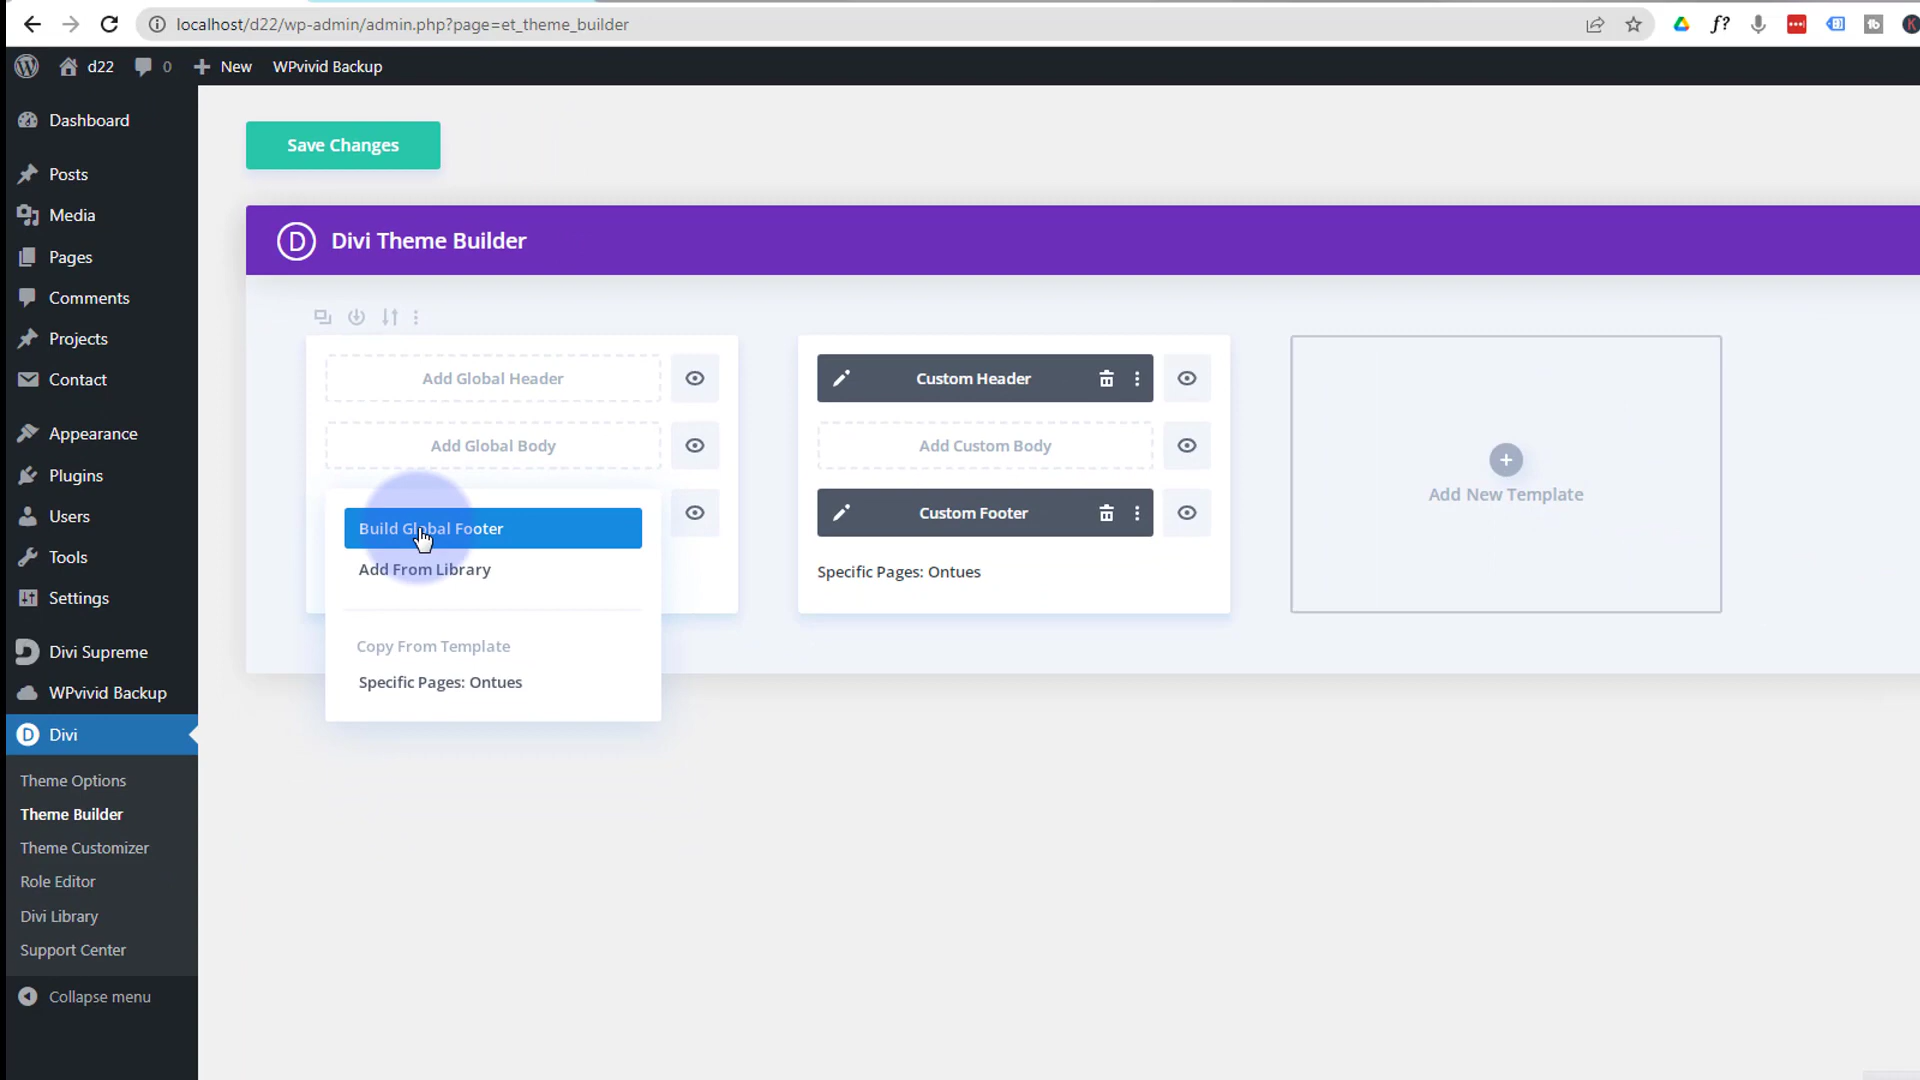 localhost/d22/wp-admin/admin.php?page=et_theme_builder
d22
0
New
WPvivid Backup
Dashboard
Posts
Media
Pages
Comments
Projects
Contact
Appearance
Plugins
Users
Tools
Settings
Divi Supreme
WPvivid Backup
Divi
Theme Options
Theme Builder
Theme Customizer
Role Editor
Divi Library
Support Center
Collapse menu
Save Changes
D
Divi Theme Builder
Add Global Header
Add Global Body
Build Global Footer
Add From Library
Copy From Template
Specific Pages: Ontues
Custom Header
Add Custom Body
Custom Footer
Specific Pages: Ontues
Add New Template